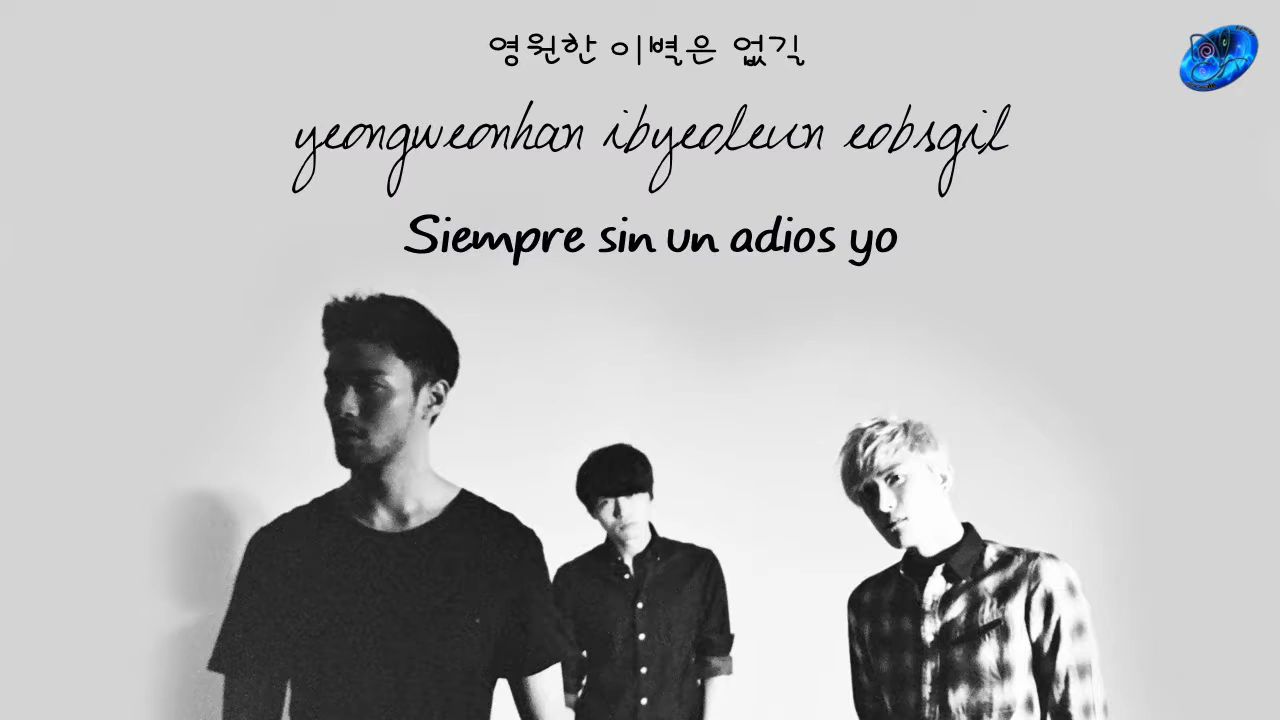 영원한 이별은 없길
yeongweonhan ibyeoleun eobsgil
Siempre sin un adios yo